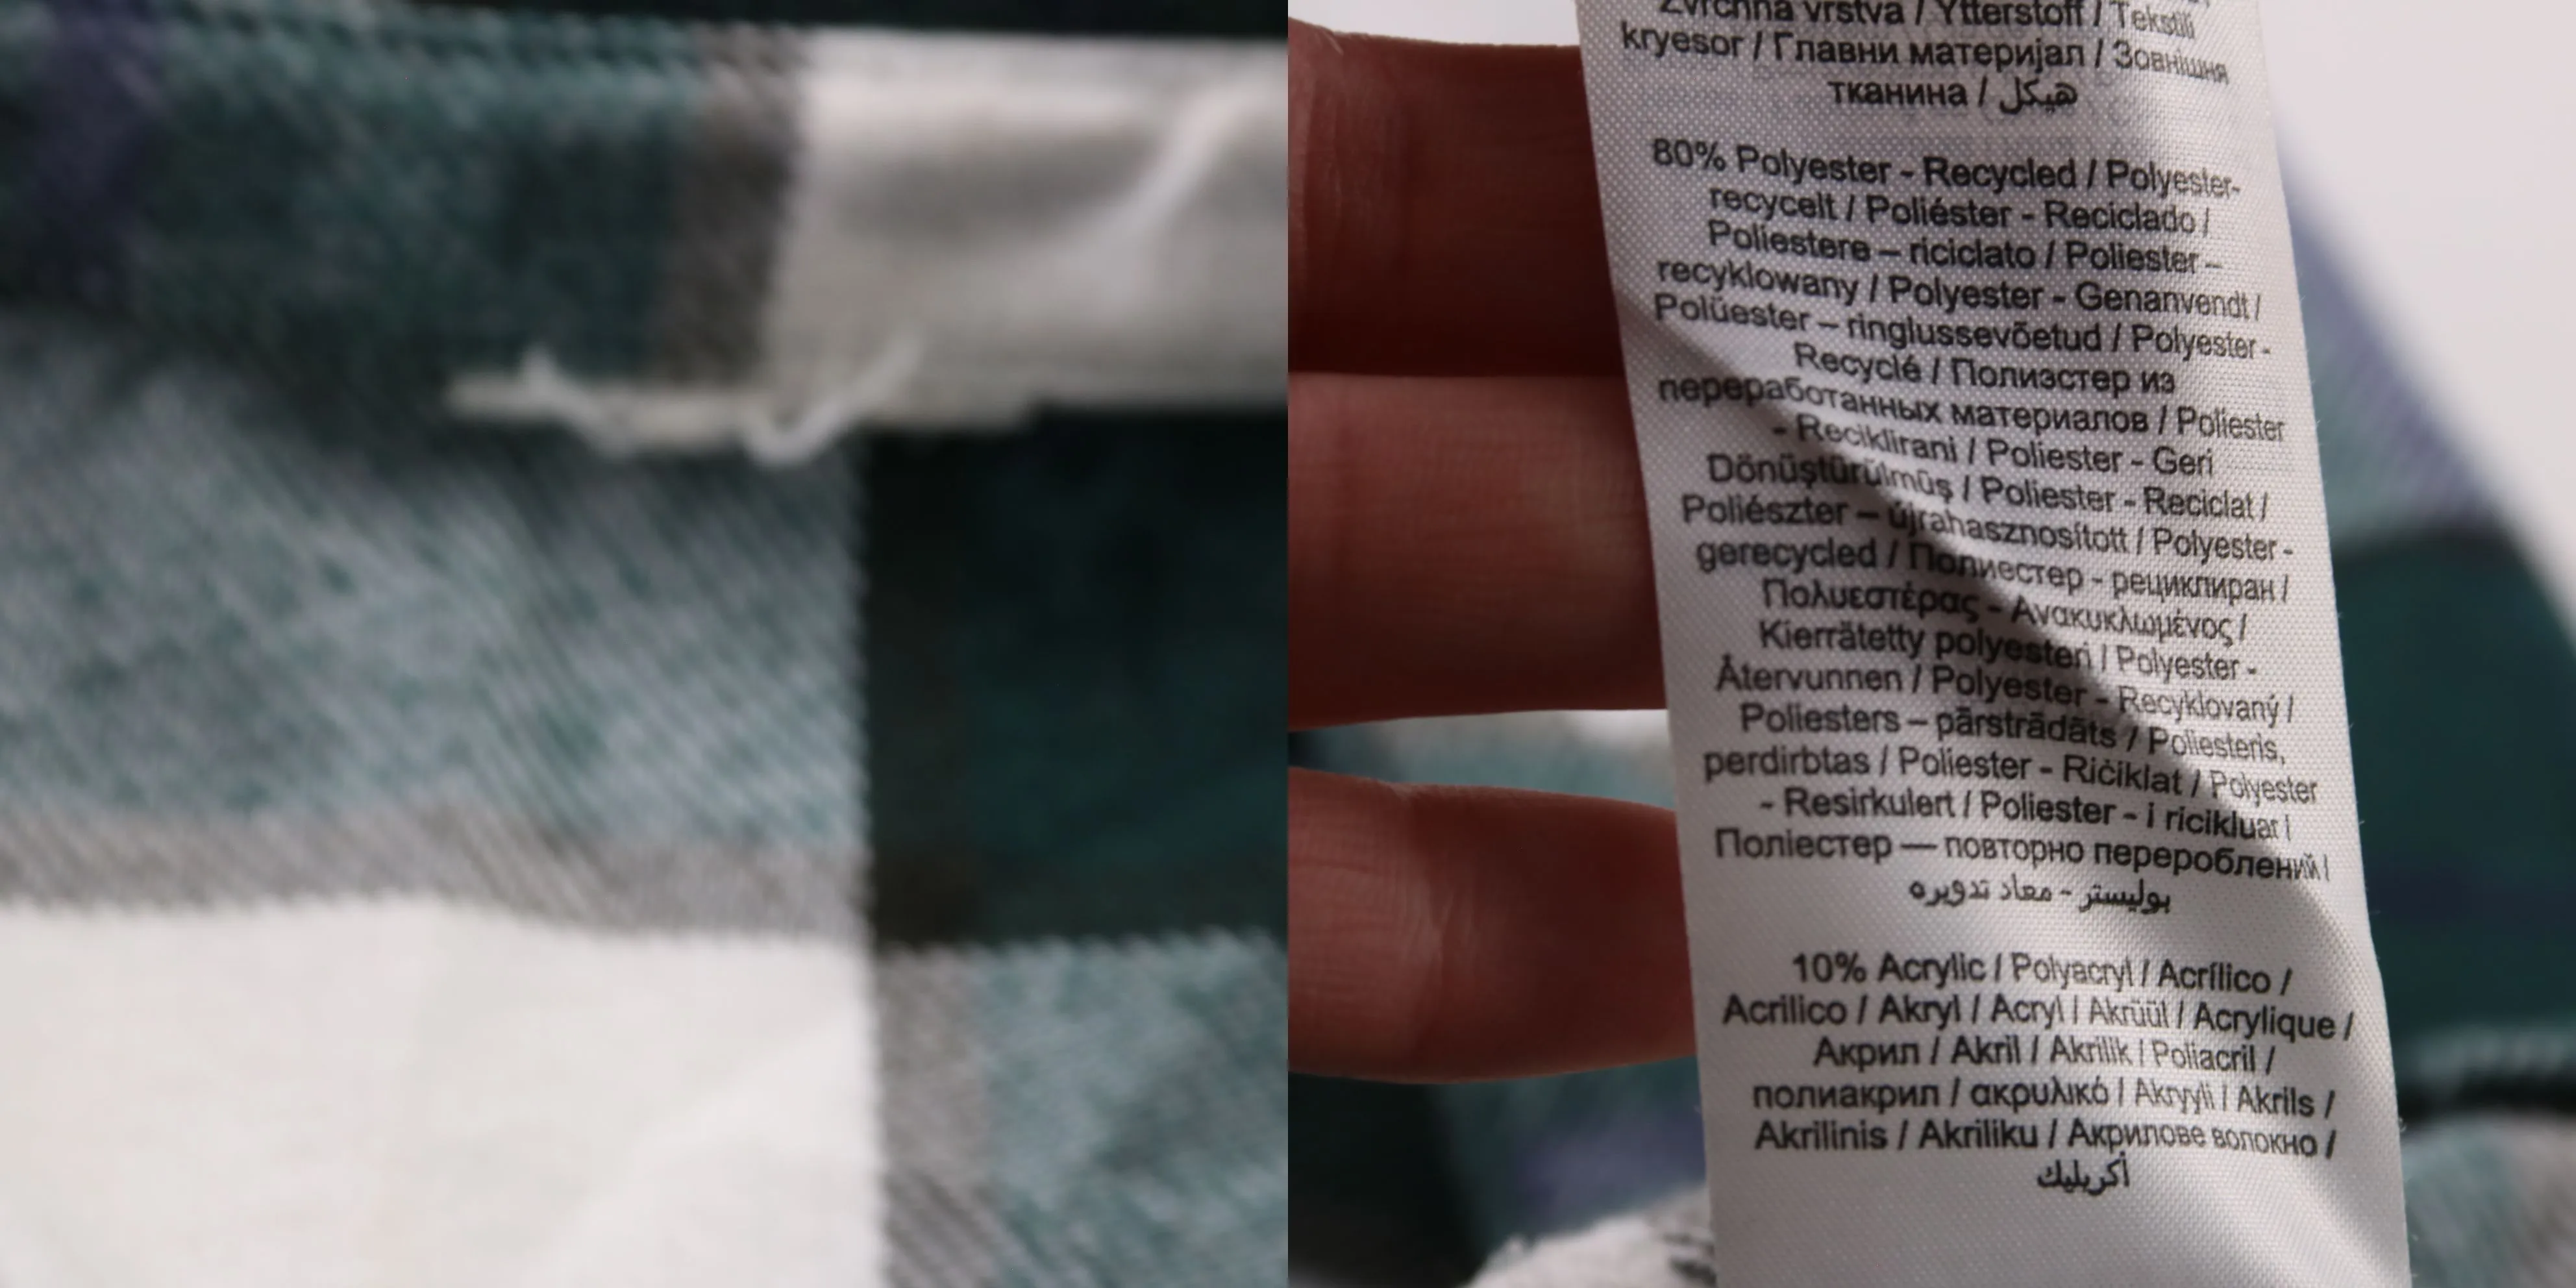 Zvrchná vrstva / Ytterstoff / Tekstili
kryesor / Главни материјал / Зовнішня
тканина / هيكل
80% Polyester - Recycled / Polyester-
recycelt / Poliéster - Reciclado /
Poliestere – riciclato / Poliester –
recyklowany / Polyester - Genanvendt /
Polüester – ringlussevõetud / Polyester -
Recyclé / Полиэстер из
переработанных материалов / Poliester
- Reciklirani / Poliester - Geri
Dönüştürülmüş / Poliester - Reciclat /
Poliészter – újrahasznosított / Polyester -
gerecycled / Полиестер - рециклиран /
Πολυεστέρας - Ανακυκλωμένος /
Kierrätetty polyesteri / Polyester -
Återvunnen / Polyester - Recyklovaný /
Poliesters – pārstrādāts / Poliesteris,
perdirbtas / Poliester - Riċiklat / Polyester
- Resirkulert / Poliester - i ricikluar /
Поліестер — повторно перероблений /
بوليستر - معاد تدويره
10% Acrylic / Polyacryl / Acrílico /
Acrilico / Akryl / Acryl / Akrüül / Acrylique /
Акрил / Akril / Akrilik / Poliacril /
полиакрил / ακρυλικό / Akryyli / Akrils /
Akrilinis / Akriliku / Акрилове волокно /
أكريليك